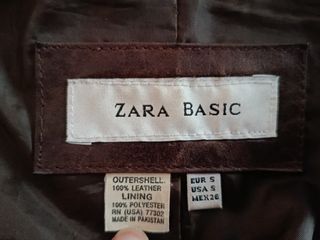 ZARA BASIC
OUTERSHELL
100% LEATHER
LINING
100% POLYESTER
RN (USA) 77302
MADE IN PAKISTAN
EUR S
USA S
MEX 26